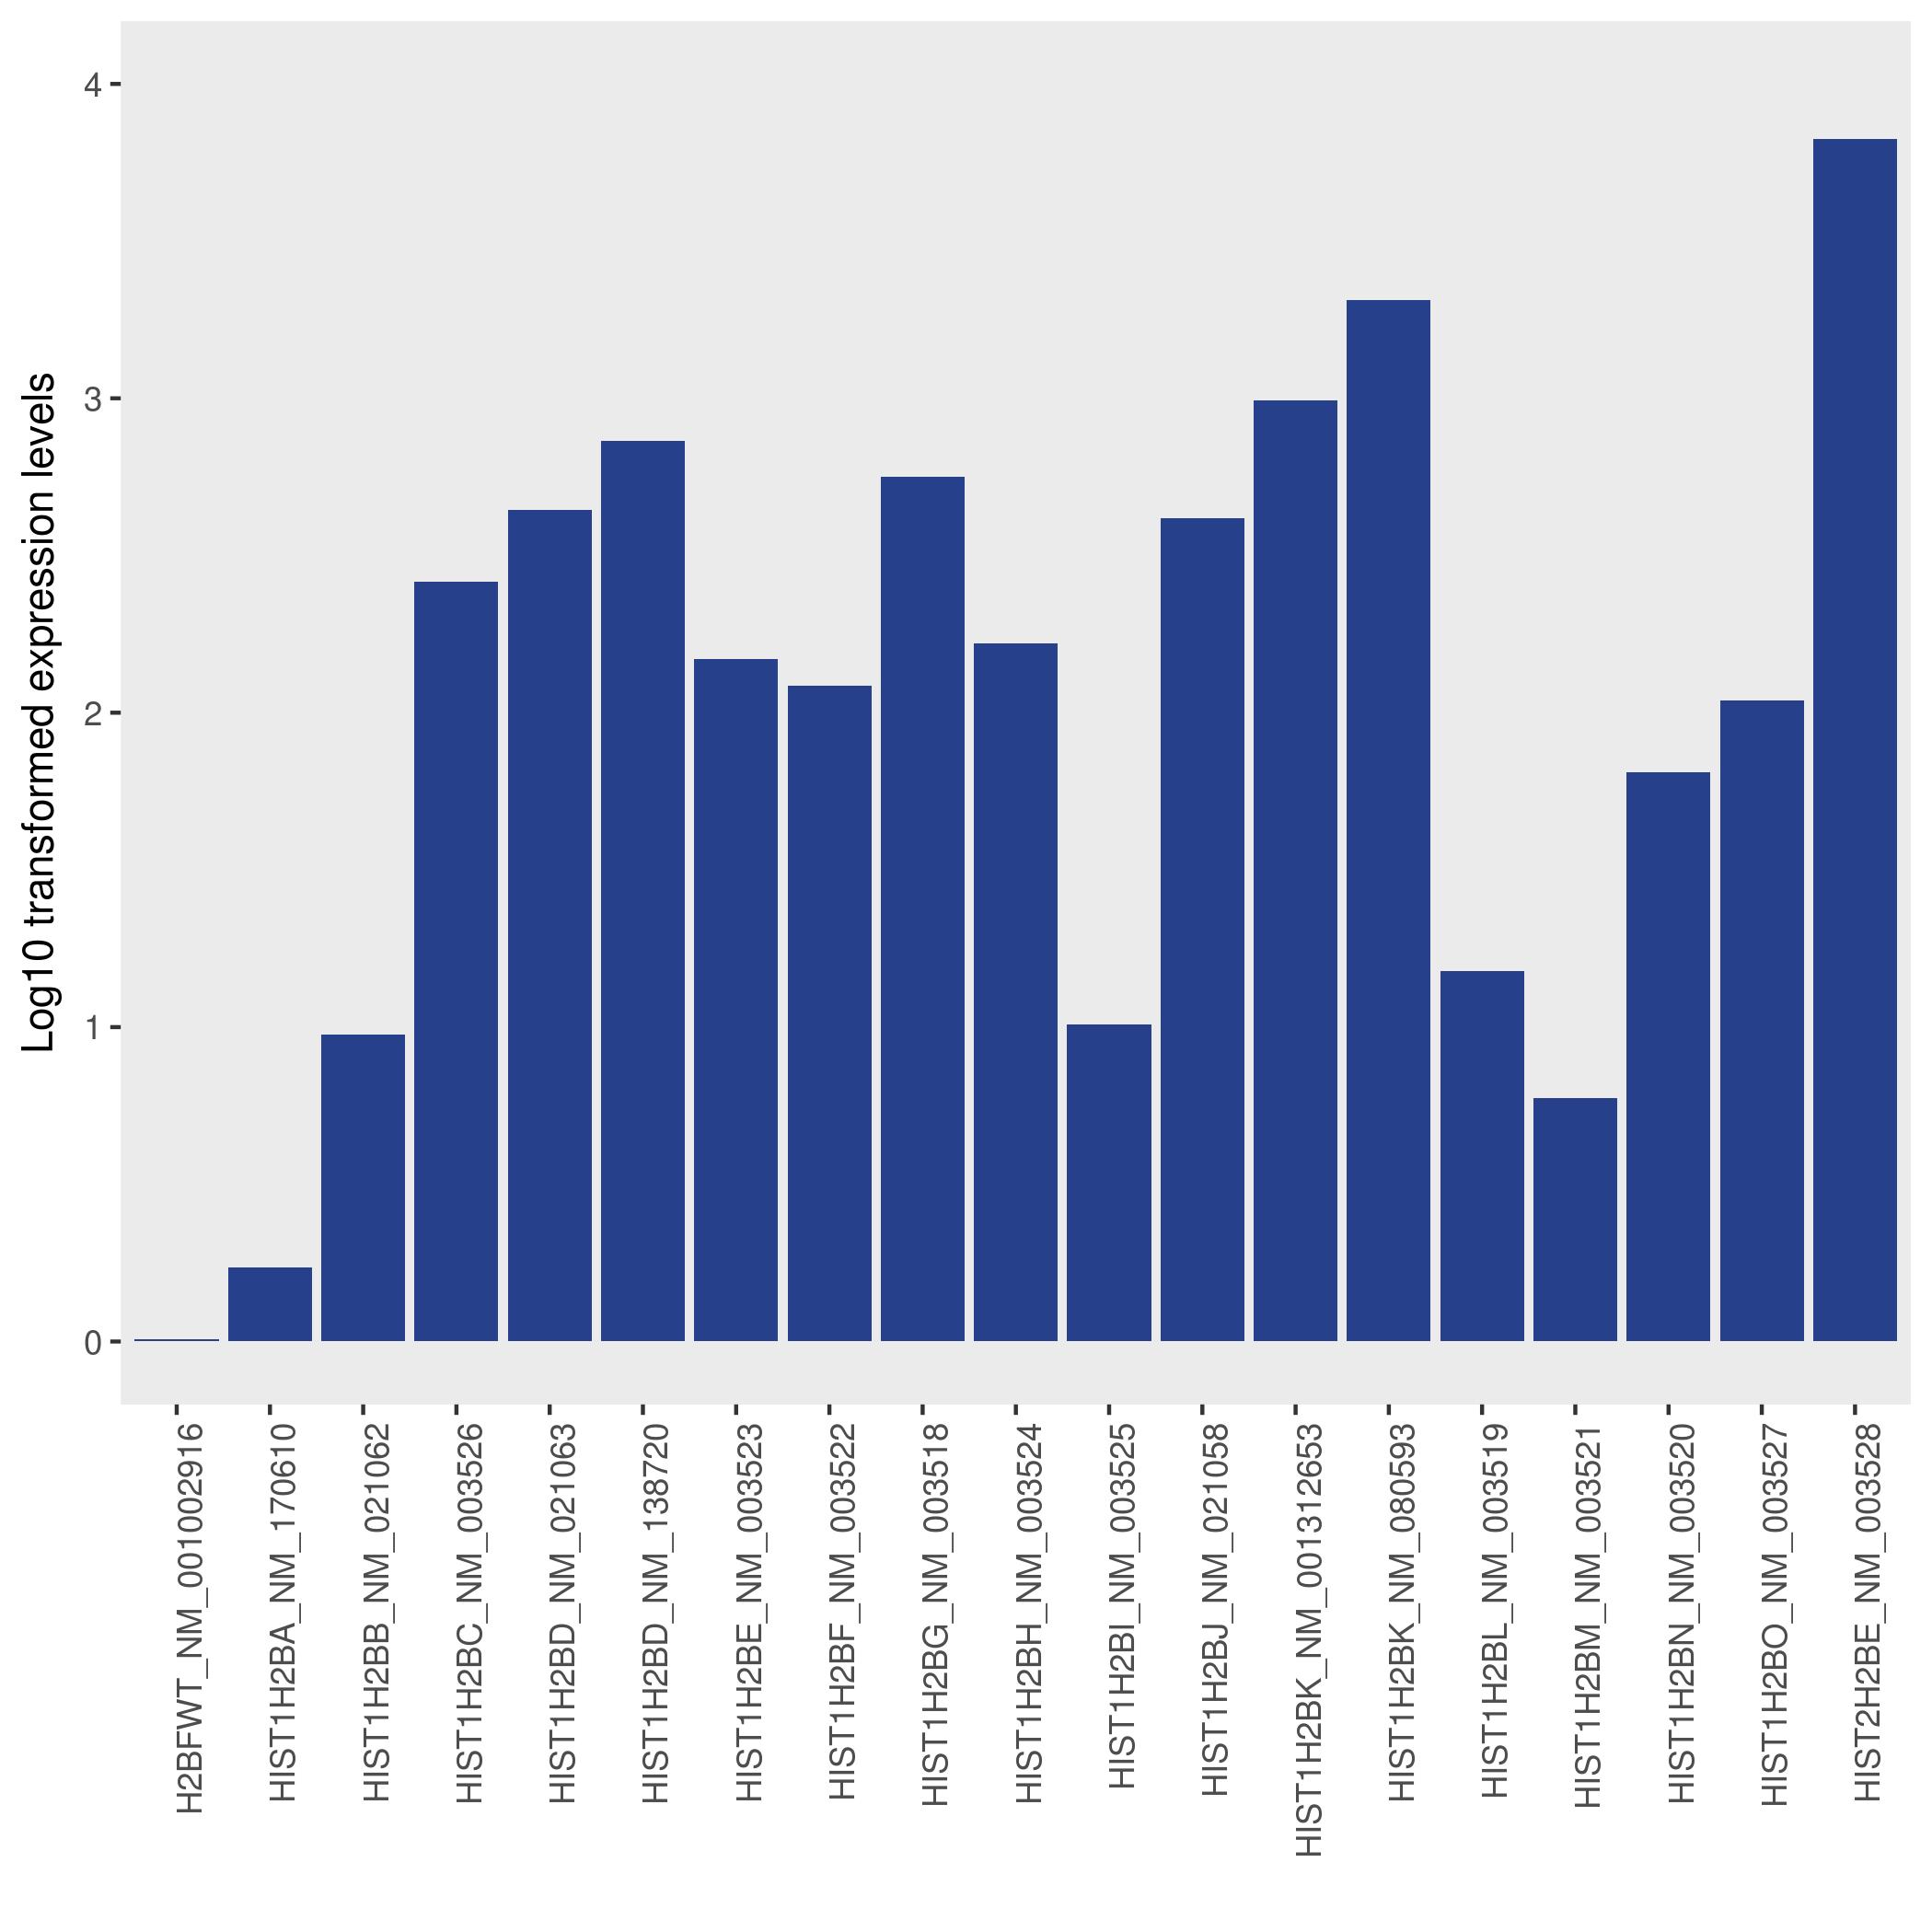 Log10 transformed expression levels
4
3
2
1
0
H2BFWT_NM_001002916
HIST1H2BA_NM_170610
HIST1H2BB_NM_021062
HIST1H2BC_NM_003526
HIST1H2BD_NM_021063
HIST1H2BD_NM_138720
HIST1H2BE_NM_003523
HIST1H2BF_NM_003522
HIST1H2BG_NM_003518
HIST1H2BH_NM_003524
HIST1H2BI_NM_003525
HIST1H2BJ_NM_021058
HIST1H2BK_NM_001312653
HIST1H2BK_NM_080593
HIST1H2BL_NM_003519
HIST1H2BM_NM_003521
HIST1H2BN_NM_003520
HIST1H2BO_NM_003527
HIST2H2BE_NM_003528